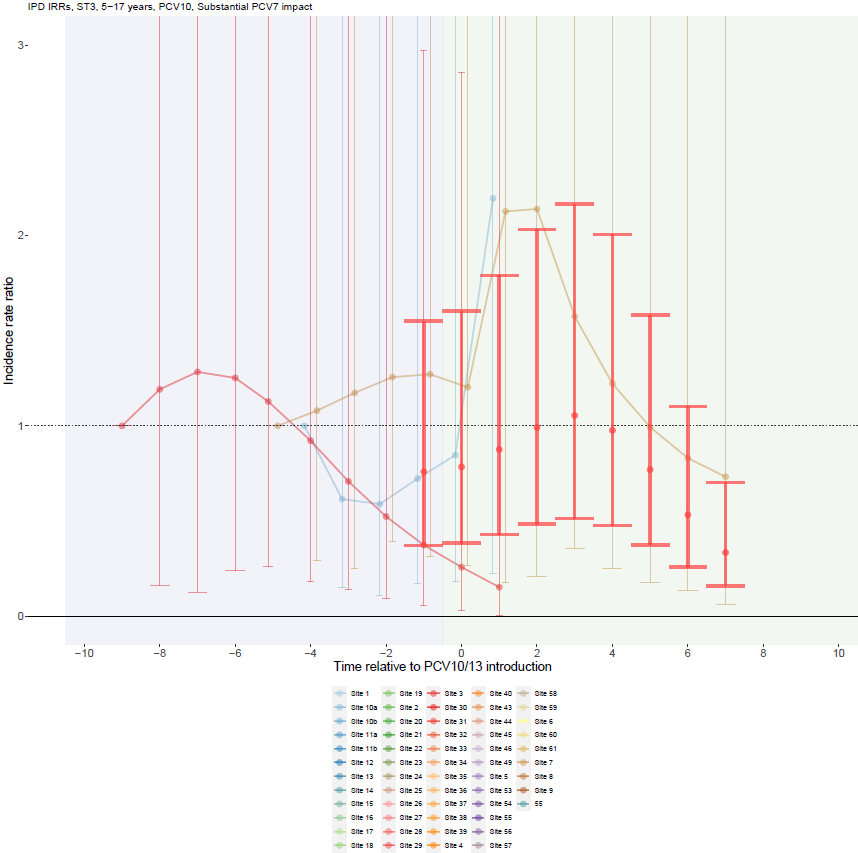 IPD IRRs, ST3, 5−17 years, PCV10, Substantial PCV7 impact
Incidence rate ratio
3
2
1
0
−10 −8 −6 −4 −2 0 2 4 6 8 10
Time relative to PCV10/13 introduction
Site 1 Site 19 Site 3 Site 40 Site 58
Site 10a Site 2 Site 30 Site 43 Site 59
Site 10b Site 20 Site 31 Site 44 Site 6
Site 11a Site 21 Site 32 Site 45 Site 60
Site 11b Site 22 Site 33 Site 46 Site 61
Site 12 Site 23 Site 34 Site 49 Site 7
Site 13 Site 24 Site 35 Site 5 Site 8
Site 14 Site 25 Site 36 Site 53 Site 9
Site 15 Site 26 Site 37 Site 54 55
Site 16 Site 27 Site 38 Site 55
Site 17 Site 28 Site 39 Site 56
Site 18 Site 29 Site 4 Site 57